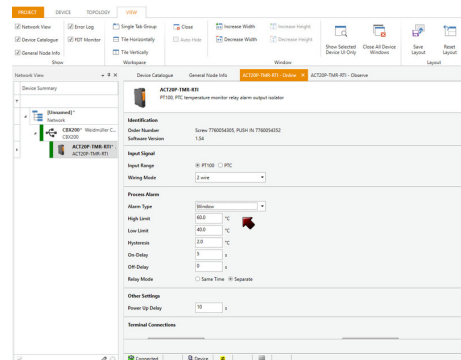 PROJECT DEVICE TOPOLOGY VIEW
Network View Error Log Single Tab Group Close Increase Width Increase Height
Device Catalogue FDT Monitor Tile Horizontally Auto Hide Decrease Width Decrease Height
General Node Info Tile Vertically
Show Selected Device UI Only
Close All Device Windows
Save Layout
Reset Layout
Show Workspace Window Layout
Network View
Device Catalogue General Node Info ACT20P-TMR-RTI - Online ACT20P-TMR-RTI - Observe
Device Summary
[Unnamed]*
Network
CBX200* Weidmüller C...
CBX200
ACT20P-TMR-RTI*
ACT20P-TMR-RTI
ACT20P-TMR-RTI
PT100, PTC temperature monitor relay alarm output isolator
Identification
Order Number Screw 7760054305, PUSH IN 7760054352
Software Version 1.54
Input Signal
Input Range PT100 PTC
Wiring Mode 2 wire
Process Alarm
Alarm Type Window
High Limit 60.0 °C
Low Limit 40.0 °C
Hysteresis 2.0 °C
On-Delay 5 s
Off-Delay 0 s
Relay Mode Same Time Separate
Other Settings
Power Up Delay 10 s
Terminal Connections
Connected Device